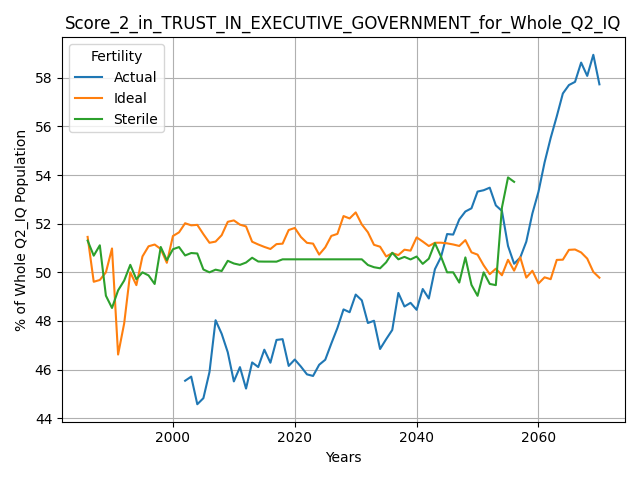 Score_2_in_TRUST_IN_EXECUTIVE_GOVERNMENT_for_Whole_Q2_IQ
Fertility
Actual
Ideal
Sterile
% of Whole Q2_IQ Population
58
56
54
52
50
48
46
44
2000
2020
2040
2060
Years